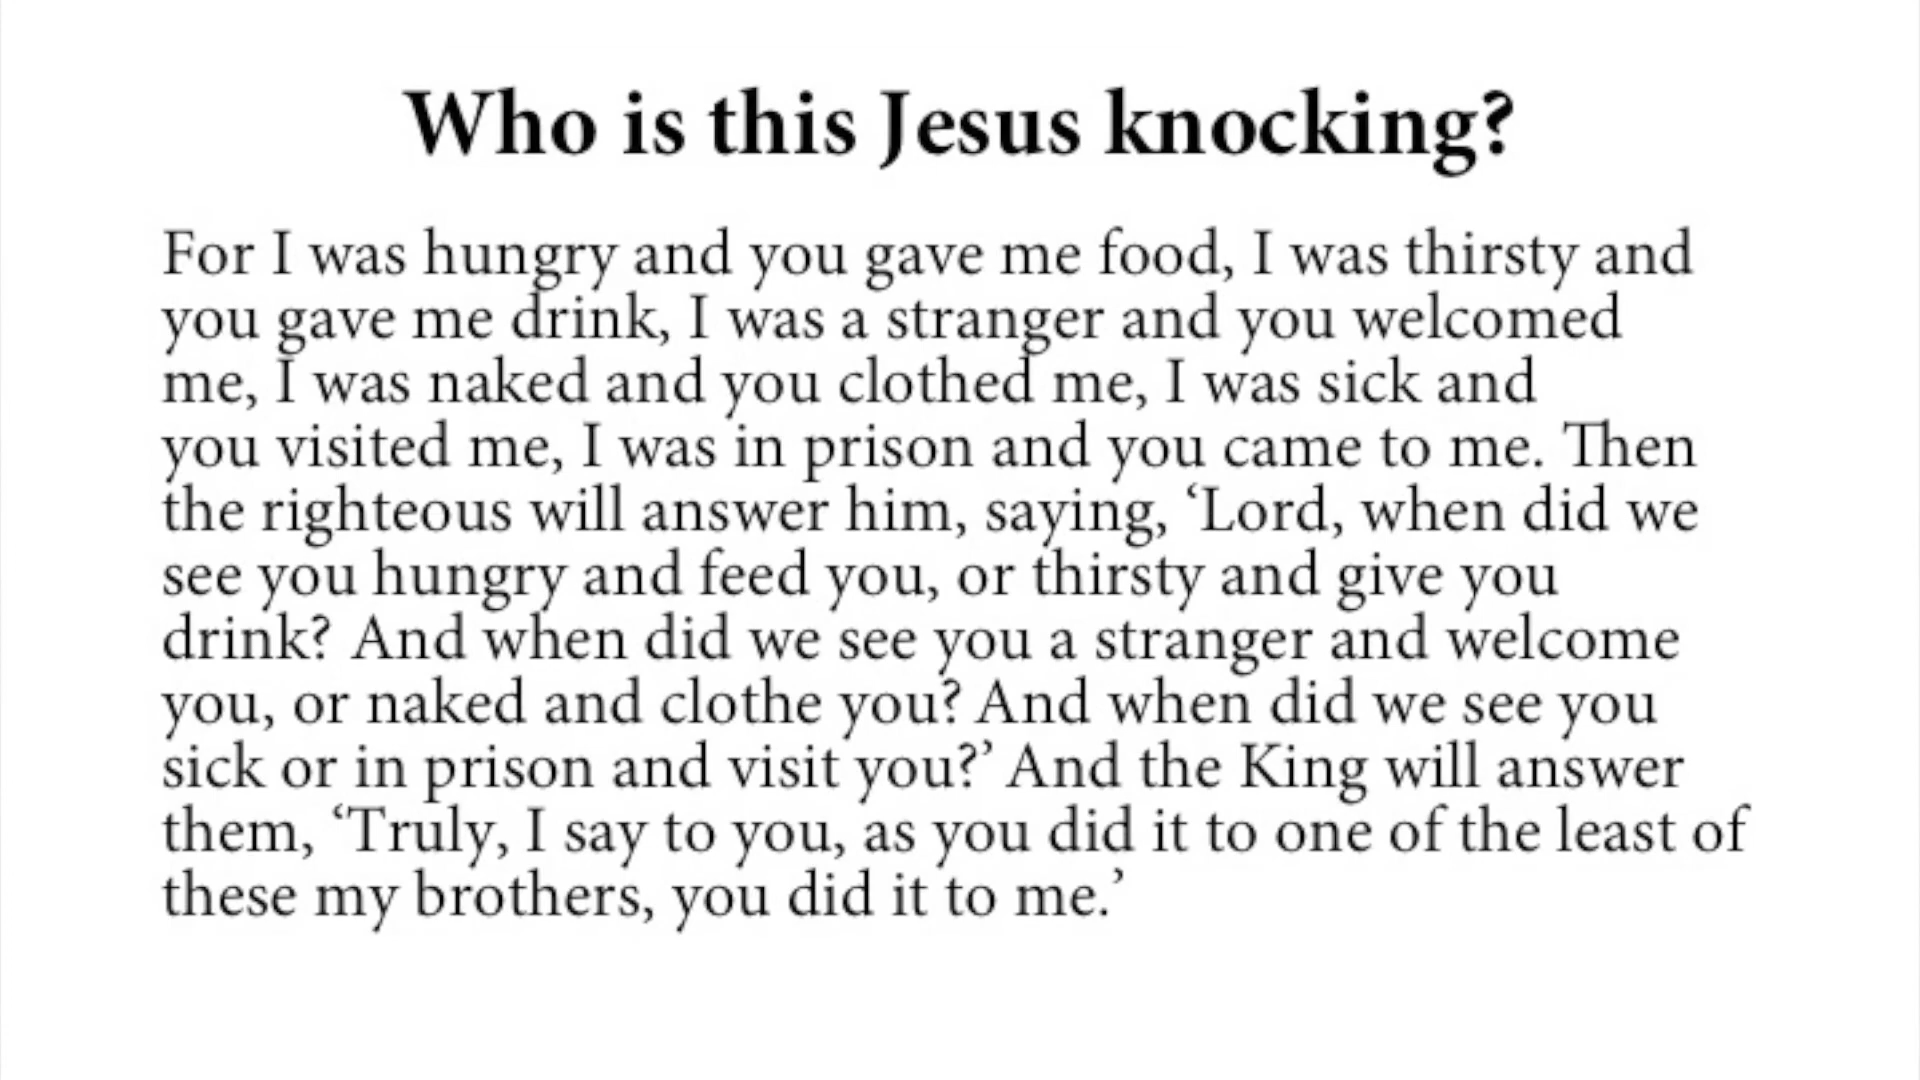 Who is this Jesus knocking?
For I was hungry and you gave me food, I was thirsty and
you gave me drink, I was a stranger and you welcomed
me, I was naked and you clothed me, I was sick and
you visited me, I was in prison and you came to me. Then
the righteous will answer him, saying, ‘Lord, when did we
see you hungry and feed you, or thirsty and give you
drink? And when did we see you a stranger and welcome
you, or naked and clothe you? And when did we see you
sick or in prison and visit you?’ And the King will answer
them, ‘Truly, I say to you, as you did it to one of the least of
these my brothers, you did it to me.’